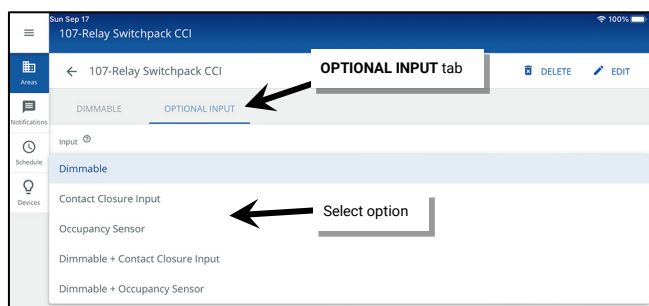 Sun Sep 17
100%
107-Relay Switchpack CCI
Areas
107-Relay Switchpack CCI
OPTIONAL INPUT tab
DELETE
EDIT
Notifications
DIMMABLE
OPTIONAL INPUT
Input
Schedule
Dimmable
Devices
Contact Closure Input
Select option
Occupancy Sensor
Dimmable + Contact Closure Input
Dimmable + Occupancy Sensor